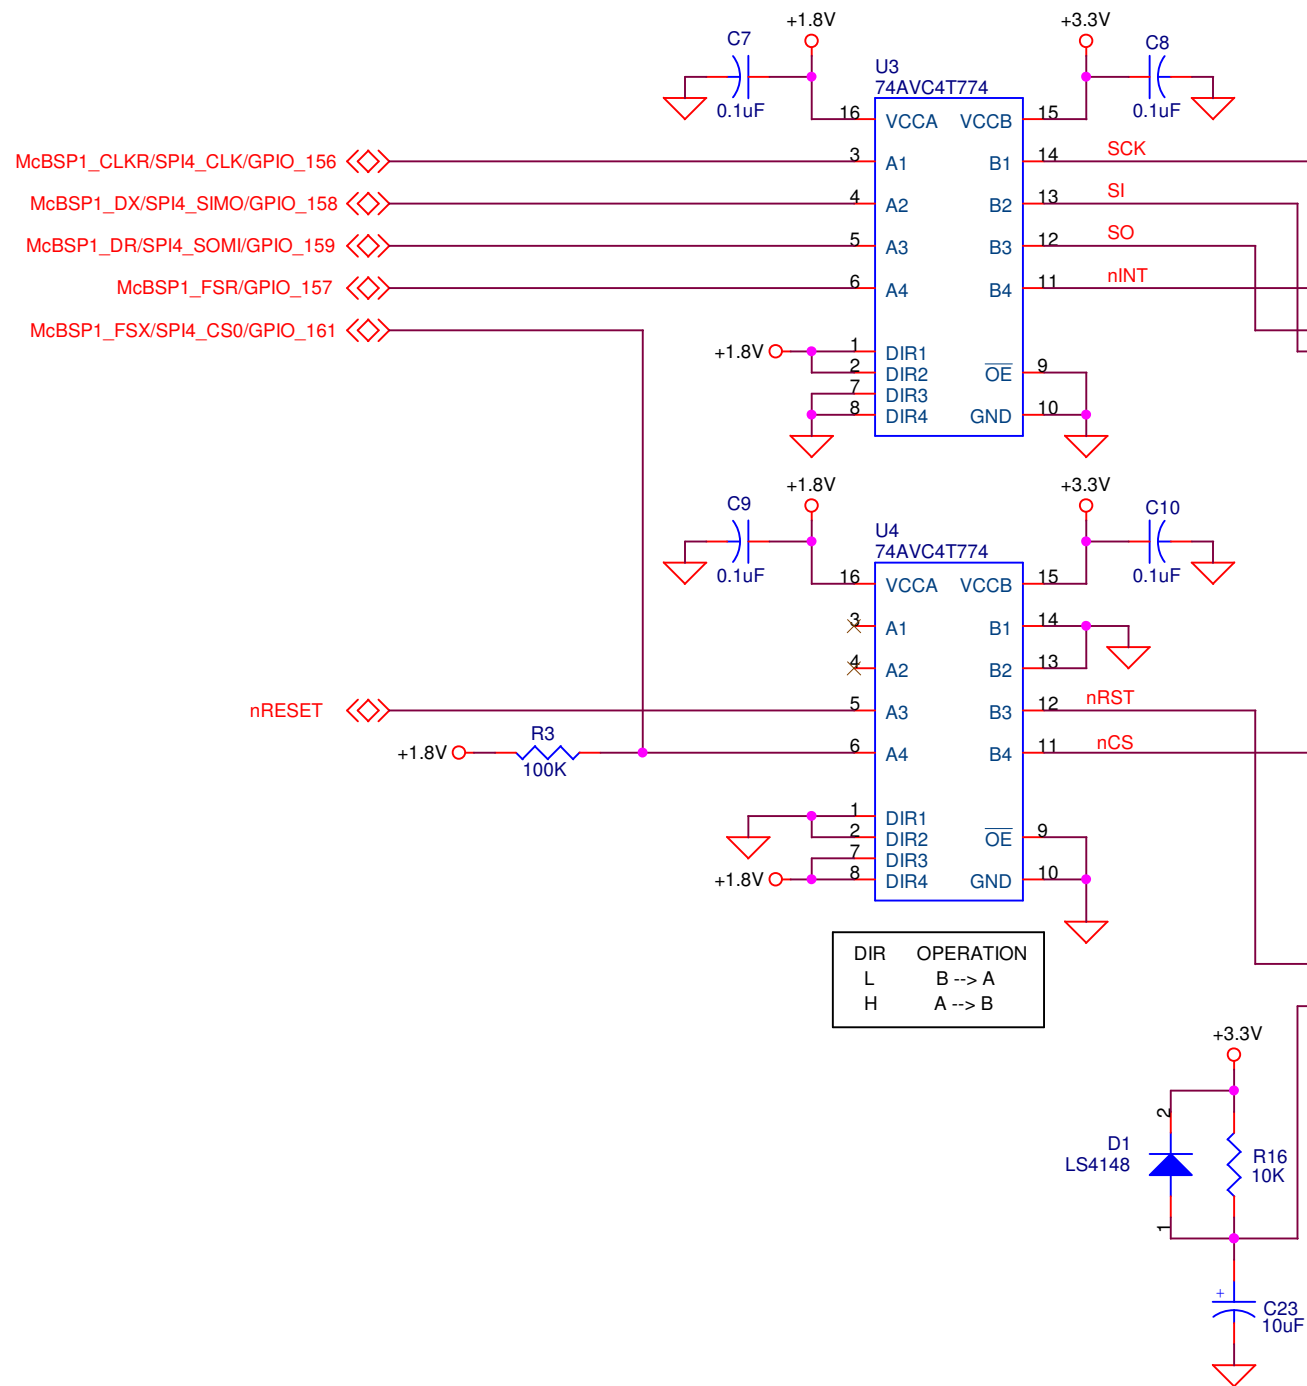 +1.8V
+3.3V
C7
C8
U3
74AVC4T774
0.1uF
0.1uF
16 VCCA VCCB 15
McBSP1_CLKR/SPI4_CLK/GPIO_156 3 A1 B1 14 SCK
McBSP1_DX/SPI4_SIMO/GPIO_158 4 A2 B2 13 SI
McBSP1_DR/SPI4_SOMI/GPIO_159 5 A3 B3 12 SO
McBSP1_FSR/GPIO_157 6 A4 B4 11 nINT
McBSP1_FSX/SPI4_CS0/GPIO_161
+1.8V 1 DIR1
2 DIR2 OE 9
7 DIR3
8 DIR4 GND 10
+1.8V
+3.3V
C9
C10
U4
74AVC4T774
0.1uF
0.1uF
16 VCCA VCCB 15
3 A1 B1 14
4 A2 B2 13
nRESET 5 A3 B3 12 nRST
R3
+1.8V 6 A4 B4 11 nCS
100K
1 DIR1
2 DIR2 OE 9
7 DIR3
+1.8V 8 DIR4 GND 10
DIR OPERATION
L B --> A
H A --> B
+3.3V
2
D1
LS4148
R16
10K
1
+
C23
10uF